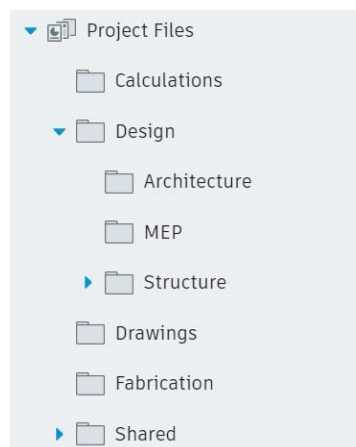 Project Files
Calculations
Design
Architecture
MEP
Structure
Drawings
Fabrication
Shared